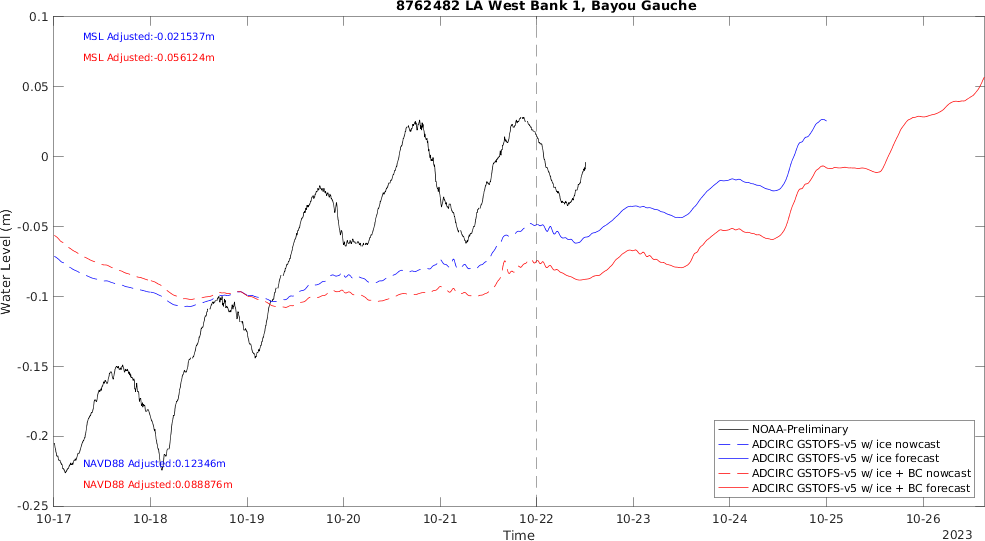 8762482 LA West Bank 1, Bayou Gauche
0.1
MSL Adjusted:-0.021537m
MSL Adjusted:-0.056124m
0.05
0
-0.05
Water Level (m)
-0.1
-0.15
-0.2
-0.25
NAVD88 Adjusted:0.12346m
NAVD88 Adjusted:0.088876m
NOAA-Preliminary
ADCIRC GSTOFS-v5 w/ ice nowcast
ADCIRC GSTOFS-v5 w/ ice forecast
ADCIRC GSTOFS-v5 w/ ice + BC nowcast
ADCIRC GSTOFS-v5 w/ ice + BC forecast
10-17 10-18 10-19 10-20 10-21 10-22 10-23 10-24 10-25 10-26
Time
2023